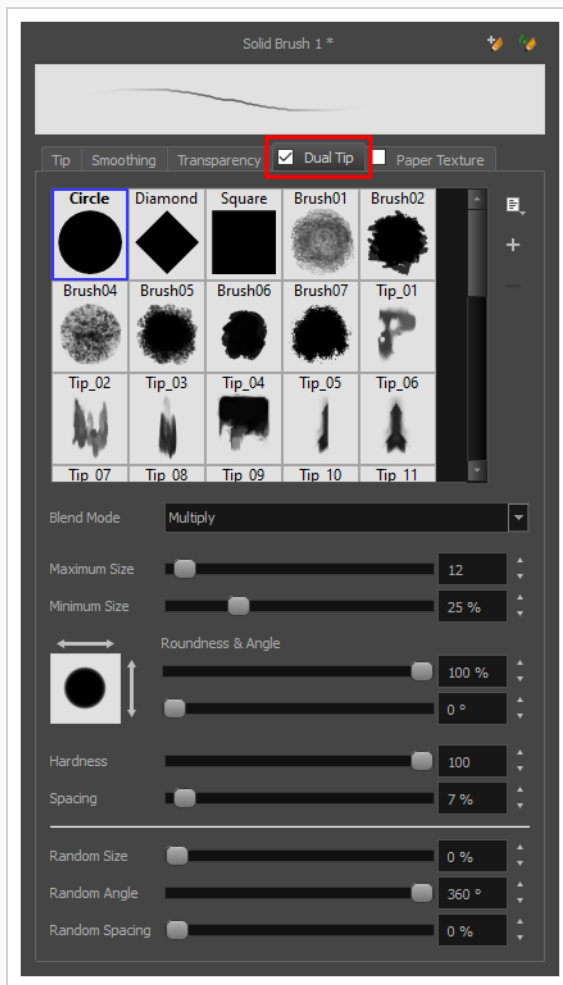 Solid Brush 1 *
Tip Smoothing Transparency Dual Tip Paper Texture
Circle Diamond Square Brush01 Brush02
Brush04 Brush05 Brush06 Brush07 Tip_01
Tip_02 Tip_03 Tip_04 Tip_05 Tip_06
Tip_07 Tip_08 Tip_09 Tip_10 Tip_11
Blend Mode Multiply
Maximum Size 12
Minimum Size 25 %
Roundness & Angle
100 %
0 °
Hardness 100
Spacing 7 %
Random Size 0 %
Random Angle 360 °
Random Spacing 0 %